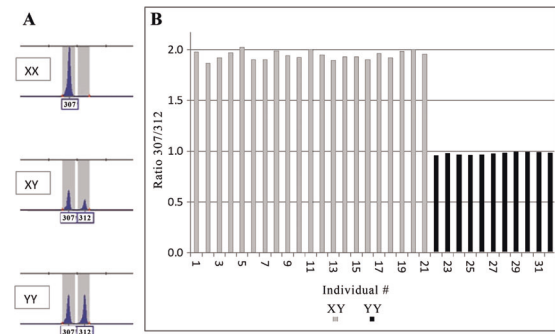 A
XX
307
XY
307 312
YY
307 312
B
Ratio 307/312
2.0
1.5
1.0
0.5
0.0
1 3 5 7 9 11 13 15 17 19 21 23 25 27 29 31
Individual #
XY YY